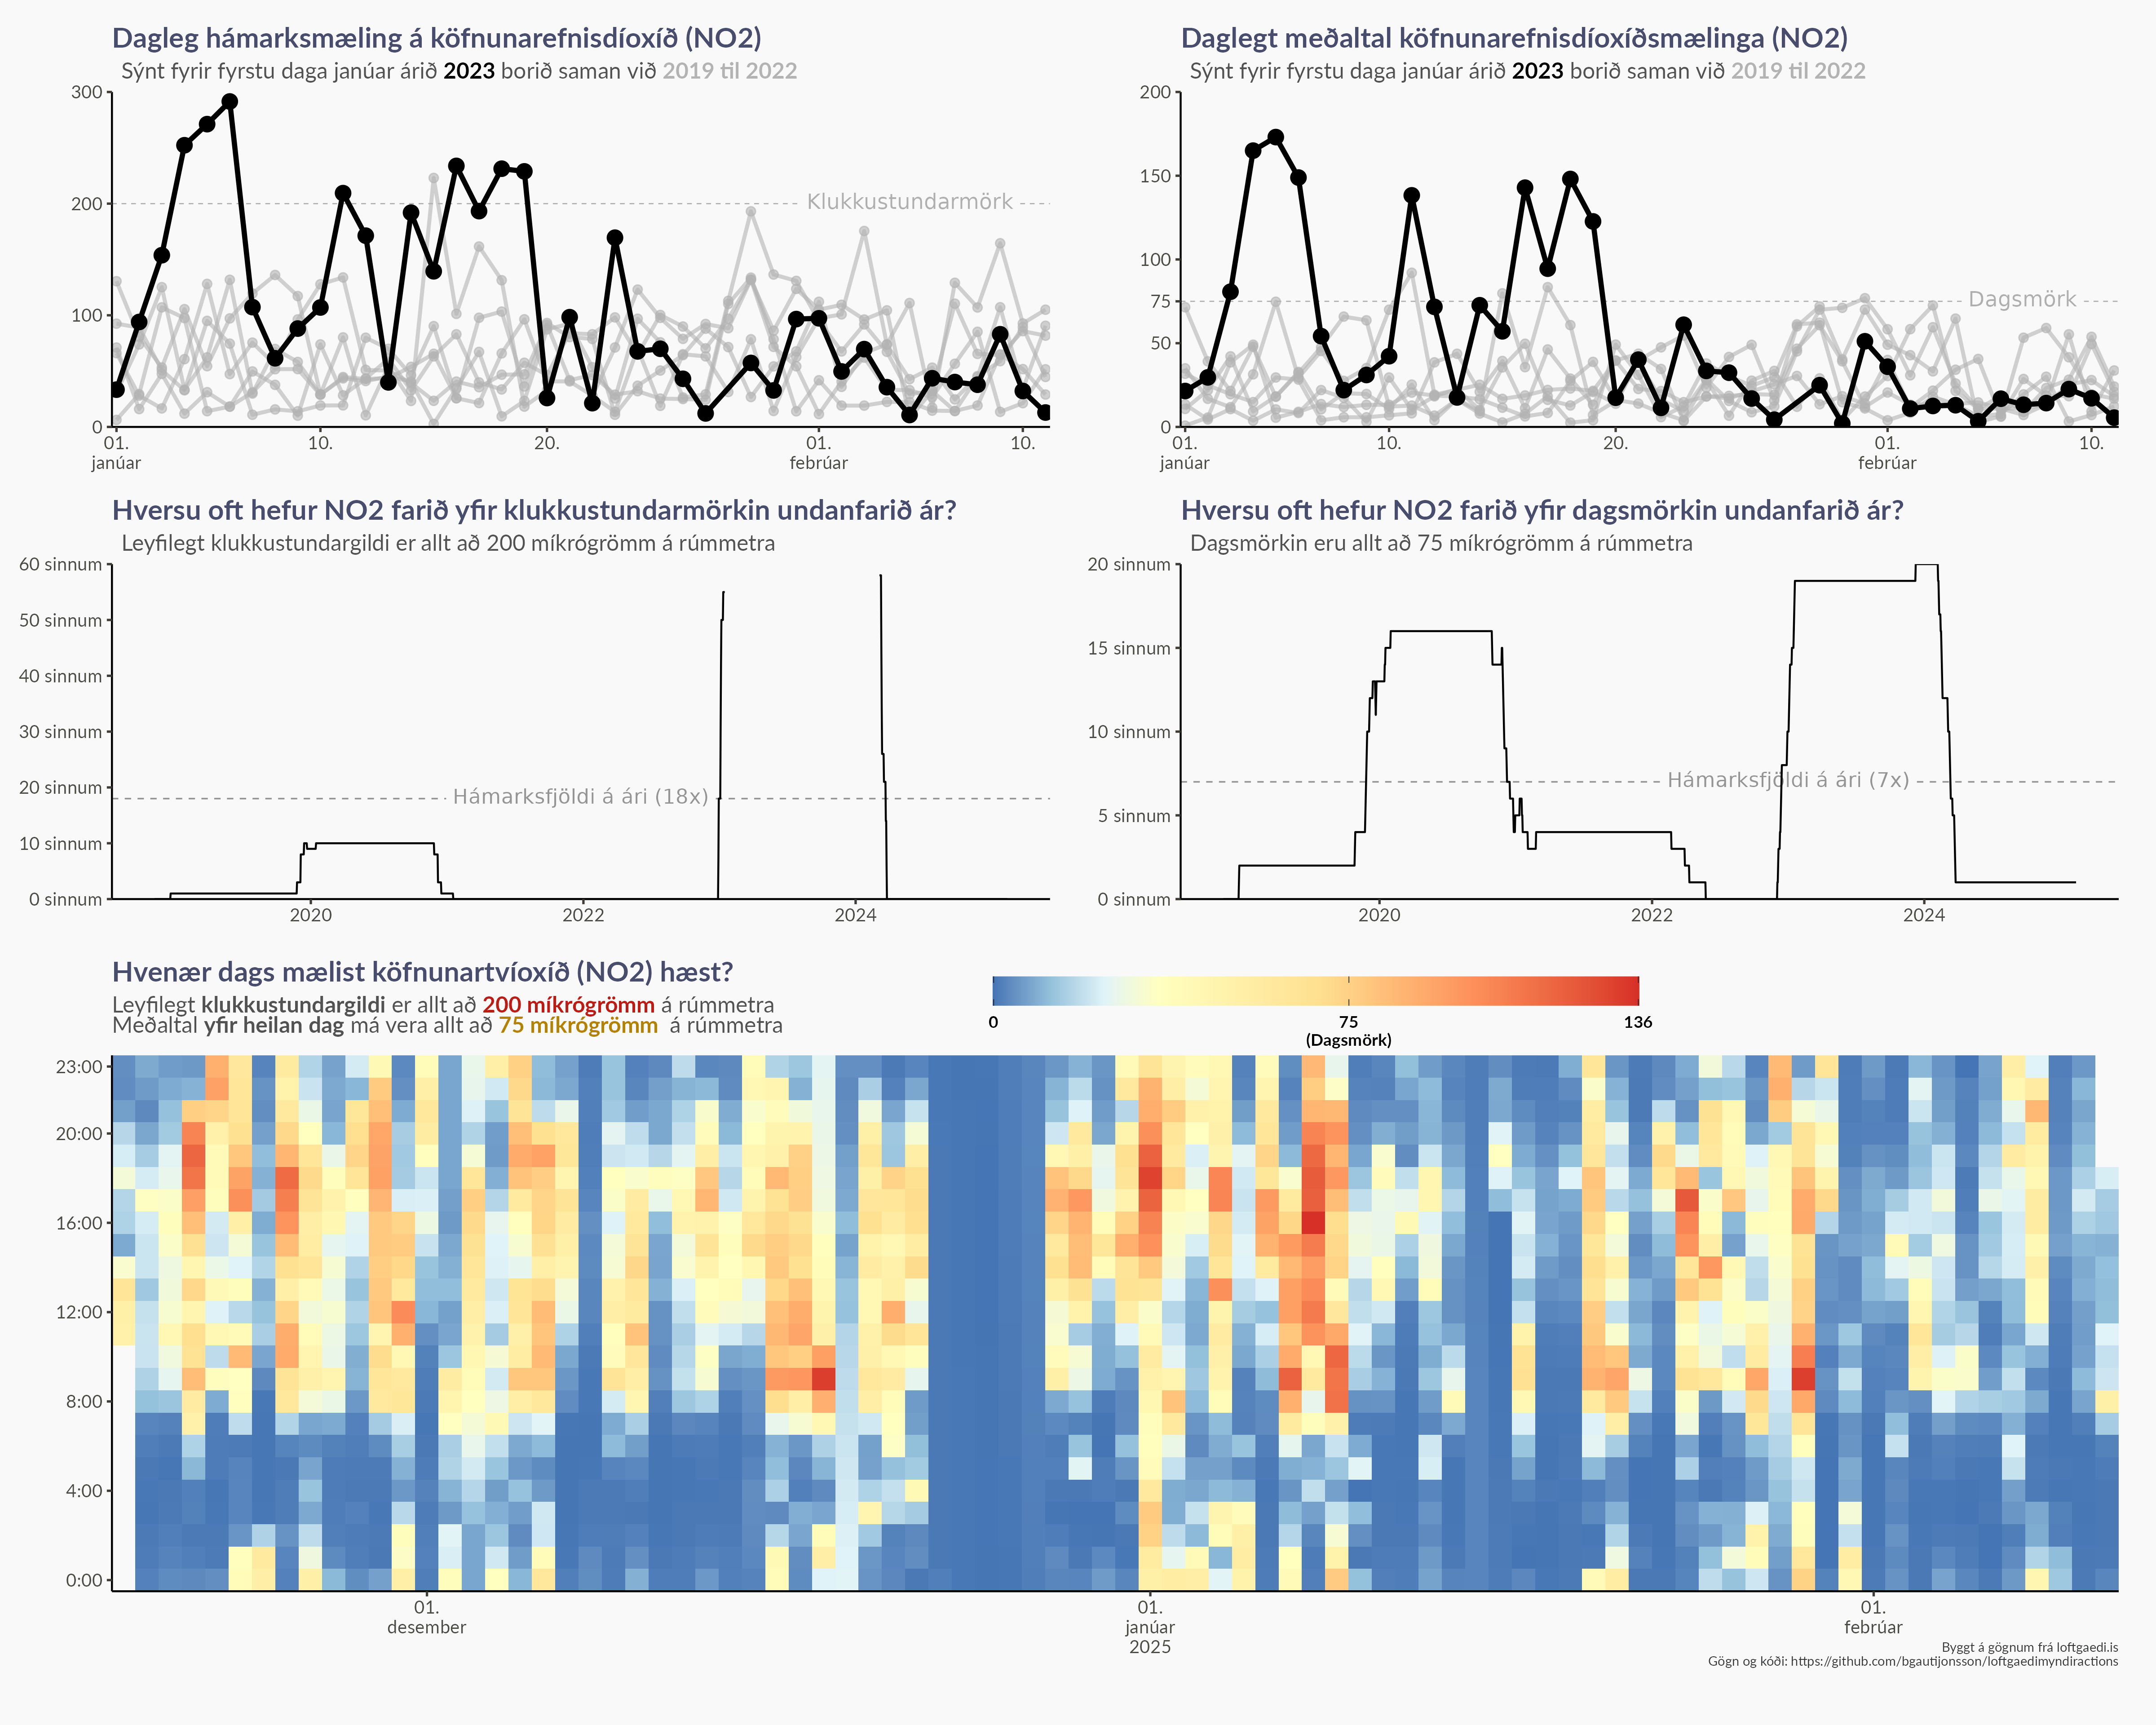 Dagleg hámarksmæling á köfnunarefnisdíoxíð (NO2)
Sýnt fyrir fyrstu daga janúar árið 2023 borið saman við 2019 til 2022
300
200
100
0
Klukkustundarmörk
01.
janúar
10.
20.
01.
febrúar
10.
Daglegt meðaltal köfnunarefnisdíoxíðsmælinga (NO2)
Sýnt fyrir fyrstu daga janúar árið 2023 borið saman við 2019 til 2022
200
150
100
75
50
0
Dagsmörk
01.
janúar
10.
20.
01.
febrúar
10.
Hversu oft hefur NO2 farið yfir klukkustundarmörkin undanfarið ár?
Leyfilegt klukkustundargildi er allt að 200 míkrógrömm á rúmmetra
60 sinnum
50 sinnum
40 sinnum
30 sinnum
20 sinnum
10 sinnum
0 sinnum
Hámarksfjöldi á ári (18x)
2020
2022
2024
Hversu oft hefur NO2 farið yfir dagsmörkin undanfarið ár?
Dagsmörkin eru allt að 75 míkrógrömm á rúmmetra
20 sinnum
15 sinnum
10 sinnum
5 sinnum
0 sinnum
Hámarksfjöldi á ári (7x)
2020
2022
2024
Hvenær dags mælist köfnunartvíoxíð (NO2) hæst?
Leyfilegt klukkustundargildi er allt að 200 míkrógrömm á rúmmetra
Meðaltal yfir heilan dag má vera allt að 75 míkrógrömm á rúmmetra
0
75
(Dagsmörk)
136
23:00
20:00
16:00
12:00
8:00
4:00
0:00
01.
desember
01.
janúar
2025
01.
febrúar
Byggt á gögnum frá loftgaedi.is
Gögn og kóði: https://github.com/bgautijonsson/loftgaedimyndiractions